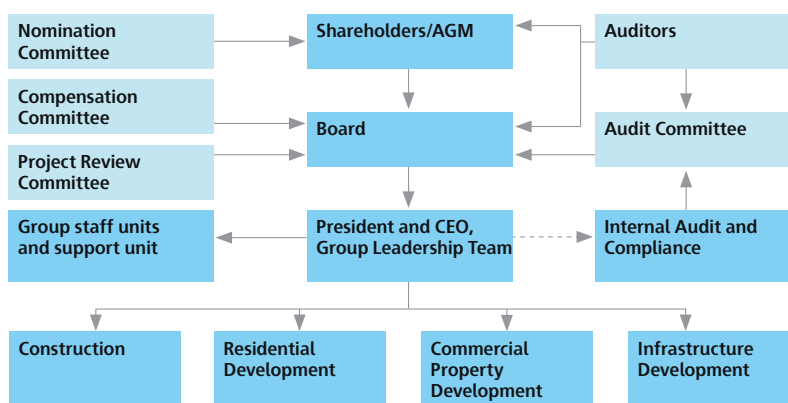 Nomination
Committee
Shareholders/AGM
Auditors
Compensation
Committee
Board
Audit Committee
Project Review
Committee
Group staff units
and support unit
President and CEO,
Group Leadership Team
Internal Audit and
Compliance
Construction
Residential
Development
Commercial
Property
Development
Infrastructure
Development